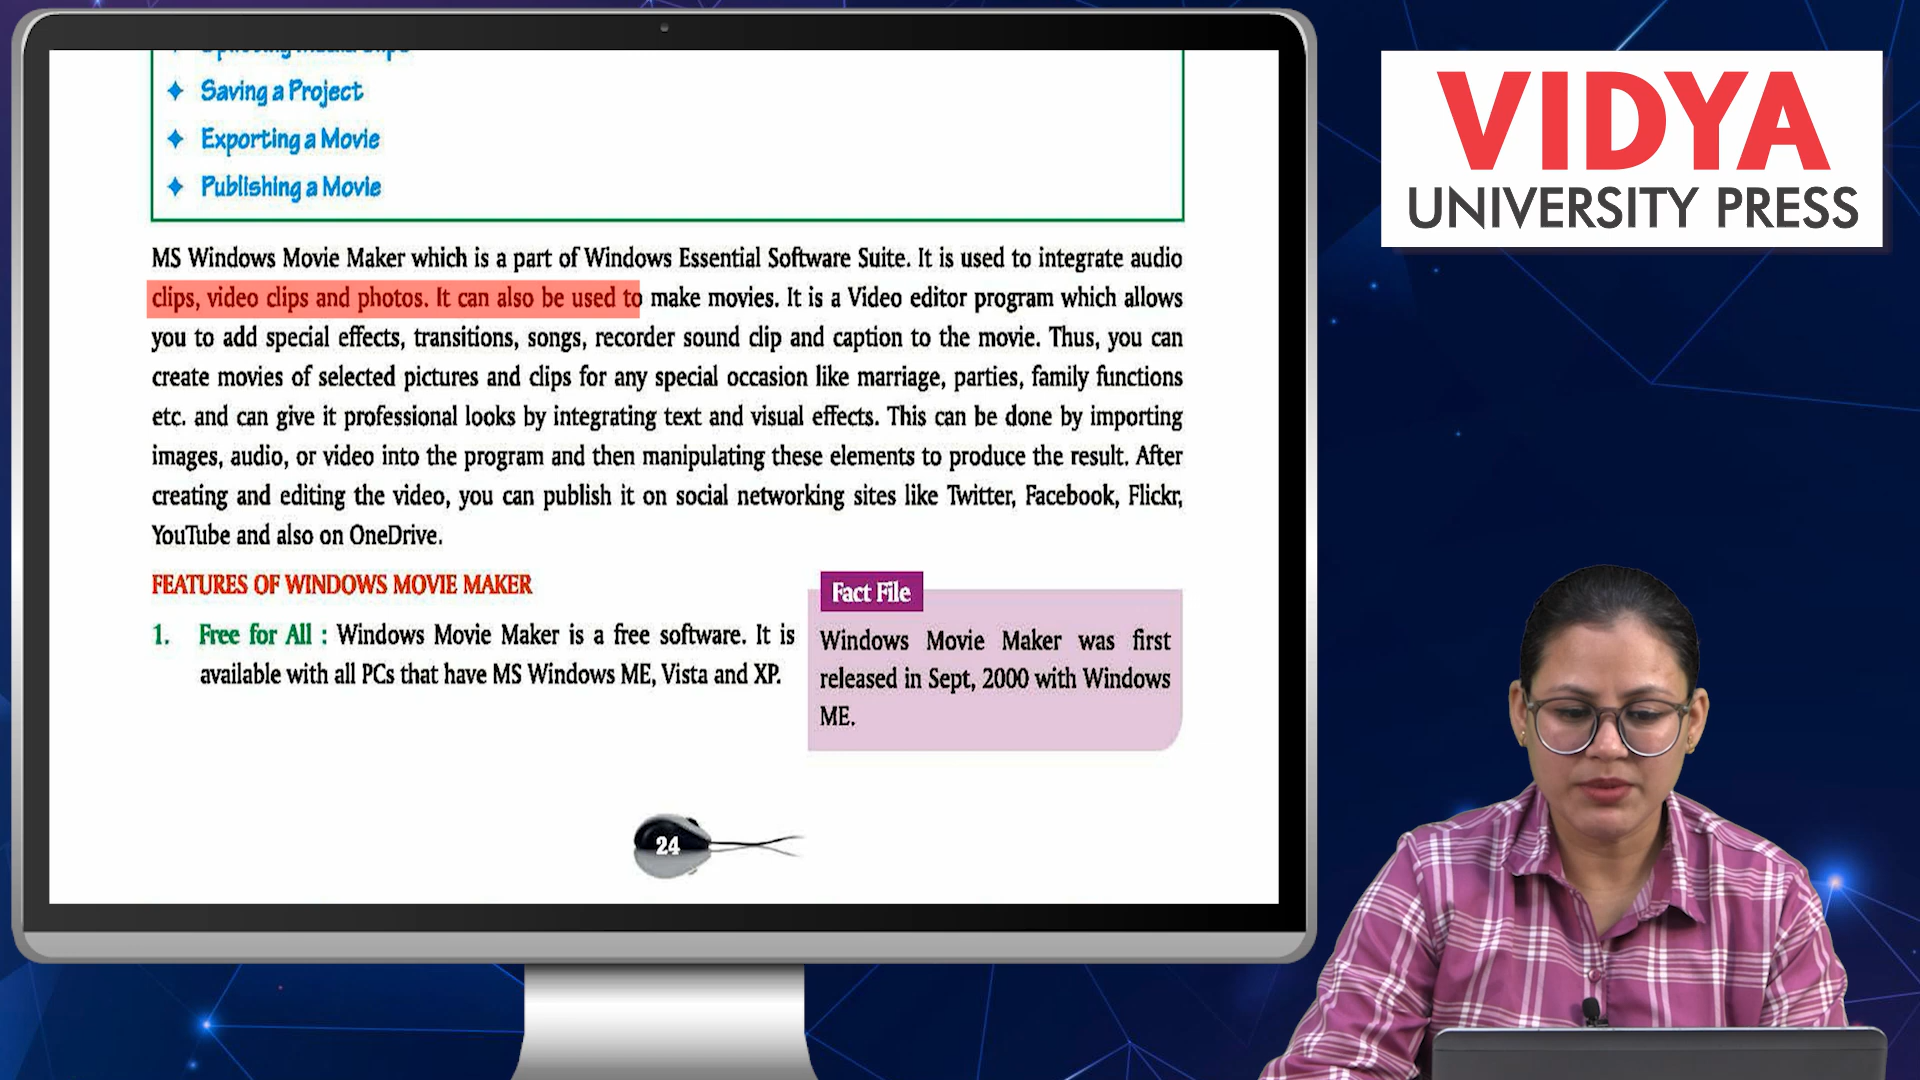 Saving a Project
Exporting a Movie
Publishing a Movie
MS Windows Movie Maker which is a part of Windows Essential Software Suite. It is used to integrate audio
clips, video clips and photos. It can also be used to make movies. It is a Video editor program which allows
you to add special effects, transitions, songs, recorder sound clip and caption to the movie. Thus, you can
create movies of selected pictures and clips for any special occasion like marriage, parties, family functions
etc. and can give it professional looks by integrating text and visual effects. This can be done by importing
images, audio, or video into the program and then manipulating these elements to produce the result. After
creating and editing the video, you can publish it on social networking sites like Twitter, Facebook, Flickr,
YouTube and also on OneDrive.
FEATURES OF WINDOWS MOVIE MAKER
1. Free for All : Windows Movie Maker is a free software. It is
available with all PCs that have MS Windows ME, Vista and XP.
Fact File
Windows Movie Maker was first
released in Sept, 2000 with Windows
ME.
24
VIDYA
UNIVERSITY PRESS